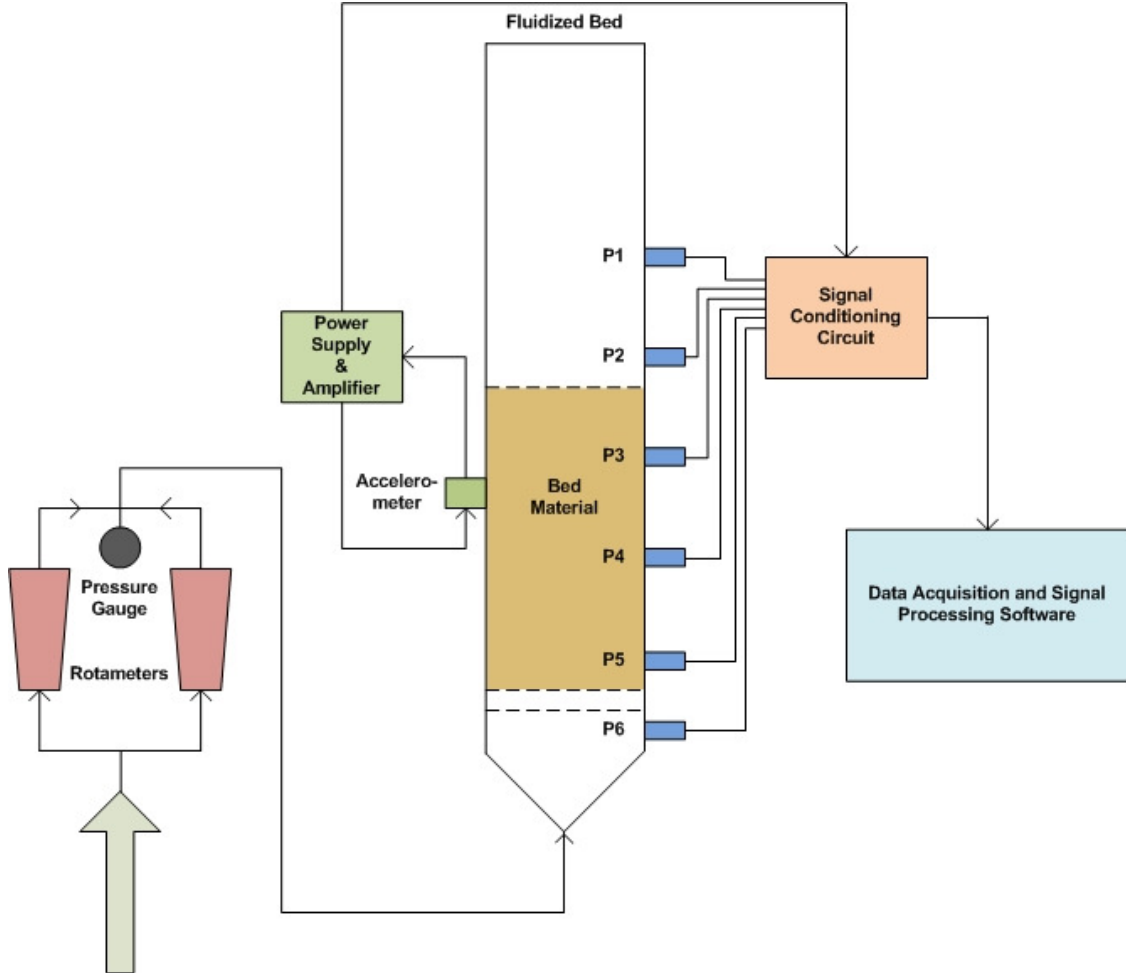 Fluidized Bed
P1
Signal
Conditioning
Circuit
Power
Supply
&
Amplifier
P2
P3
Accelero-
meter
Bed
Material
P4
Pressure
Gauge
Data Acquisition and Signal
Processing Software
P5
Rotameters
P6